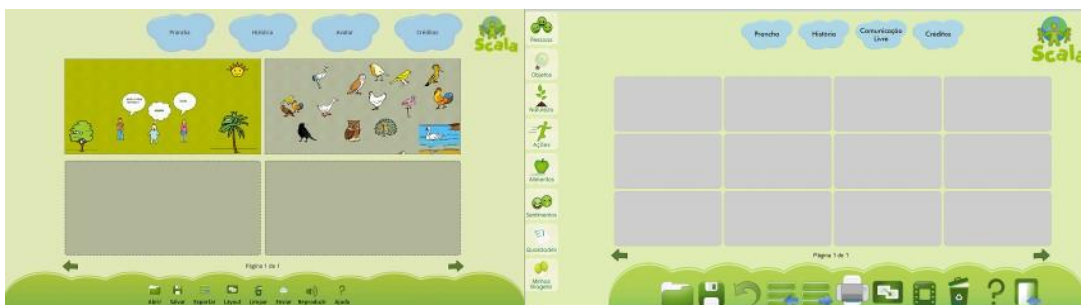 Prancha
História
Avatar
Créditos
Scala
Página 1 de 1
Abrir
Salvar
Exportar
Layout
Limpar
Enviar
Reproduzir
Ajuda
Pessoas
Objetos
Natureza
Ações
Alimentos
Sentimentos
Qualidades
Minhas
Imagens
Prancha
História
Comunicação
Livre
Créditos
Scala
Página 1 de 1